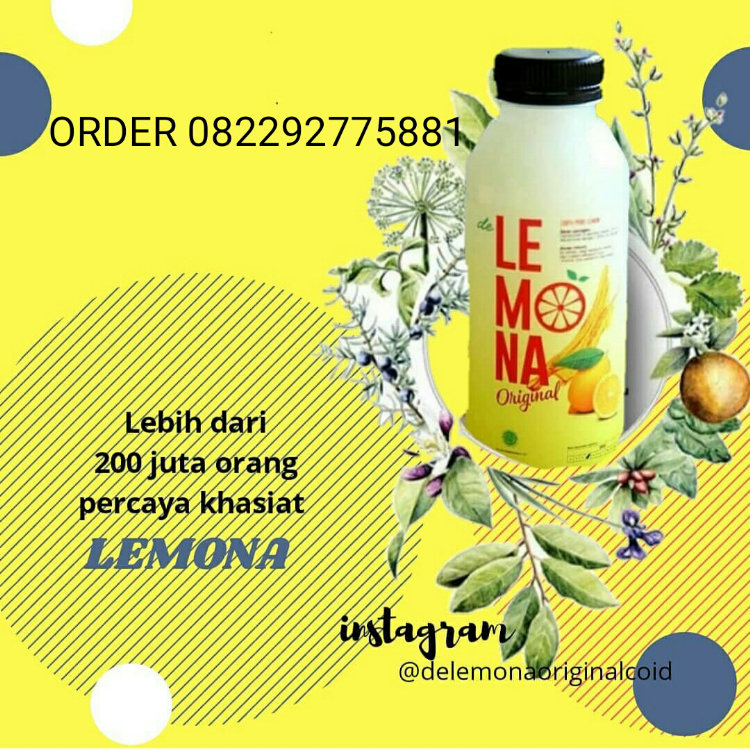 ORDER 082292775881
de
LE
MO
NA
Original
Lebih dari
200 juta orang
percaya khasiat
LEMONA
instagram
@delemonaoriginalcoid